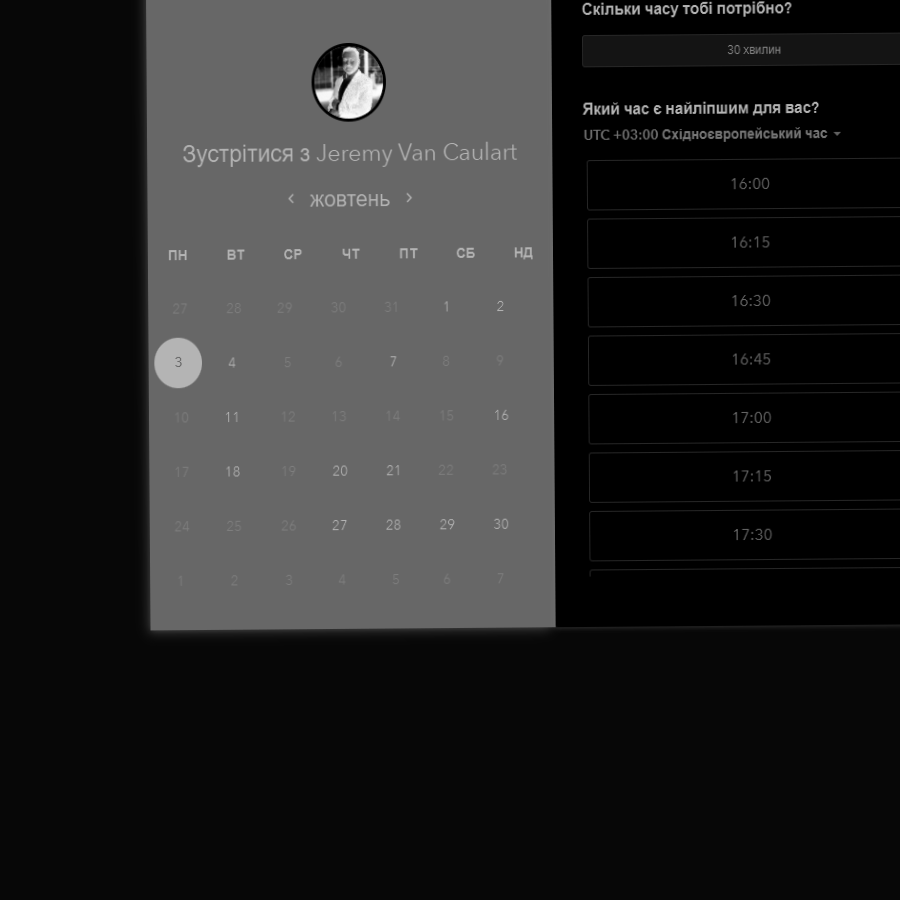 Зустрітися з Jeremy Van Caulart
‹ жовтень ›
ПН ВТ СР ЧТ ПТ СБ НД
27 28 29 30 31 1 2
3 4 5 6 7 8 9
10 11 12 13 14 15 16
17 18 19 20 21 22 23
24 25 26 27 28 29 30
1 2 3 4 5 6 7
Скільки часу тобі потрібно?
30 хвилин
Який час є найліпшим для вас?
UTC +03:00 Східноєвропейський час
16:00
16:15
16:30
16:45
17:00
17:15
17:30